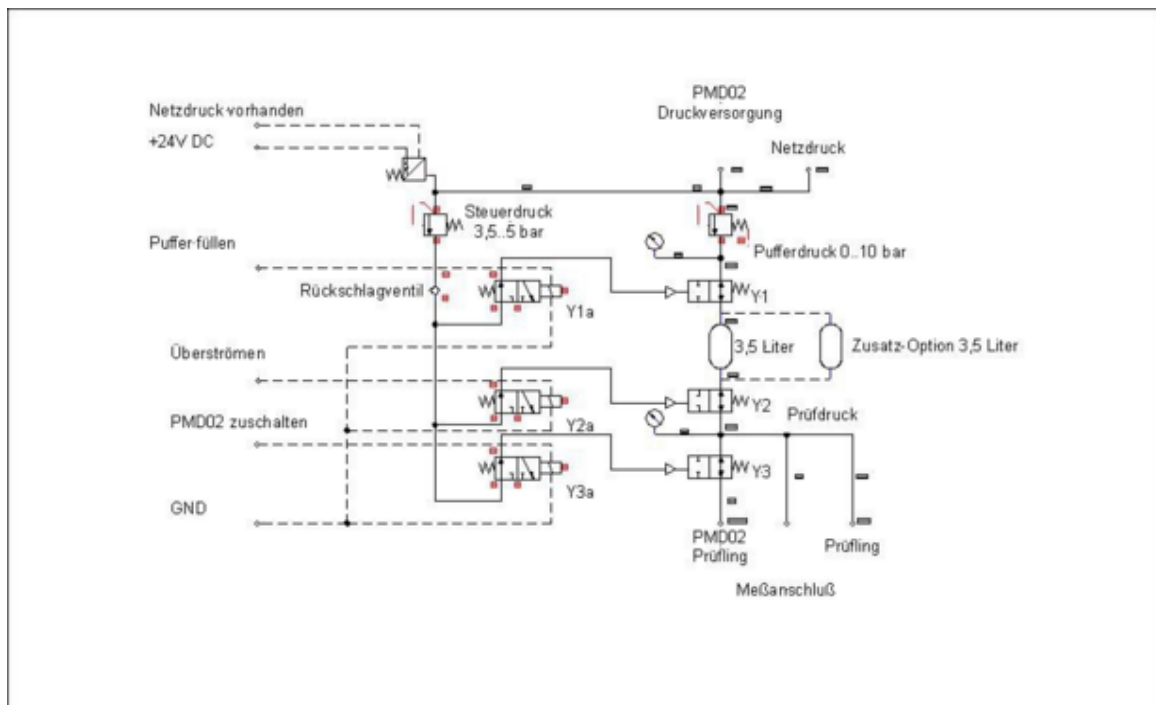 PMD02
Druckversorgung
Netzdruck vorhanden
+24V DC
Netzdruck
Steuerdruck
3,5..5 bar
Puffer füllen
Pufferdruck 0..10 bar
Rückschlagventil
Y1
Y1a
Überströmen
3,5 Liter
Zusatz-Option 3,5 Liter
PMD02 zuschalten
Y2
Prüfdruck
Y2a
Y3
Y3a
GND
PMD02
Prüfling
Prüfling
Meßanschluß